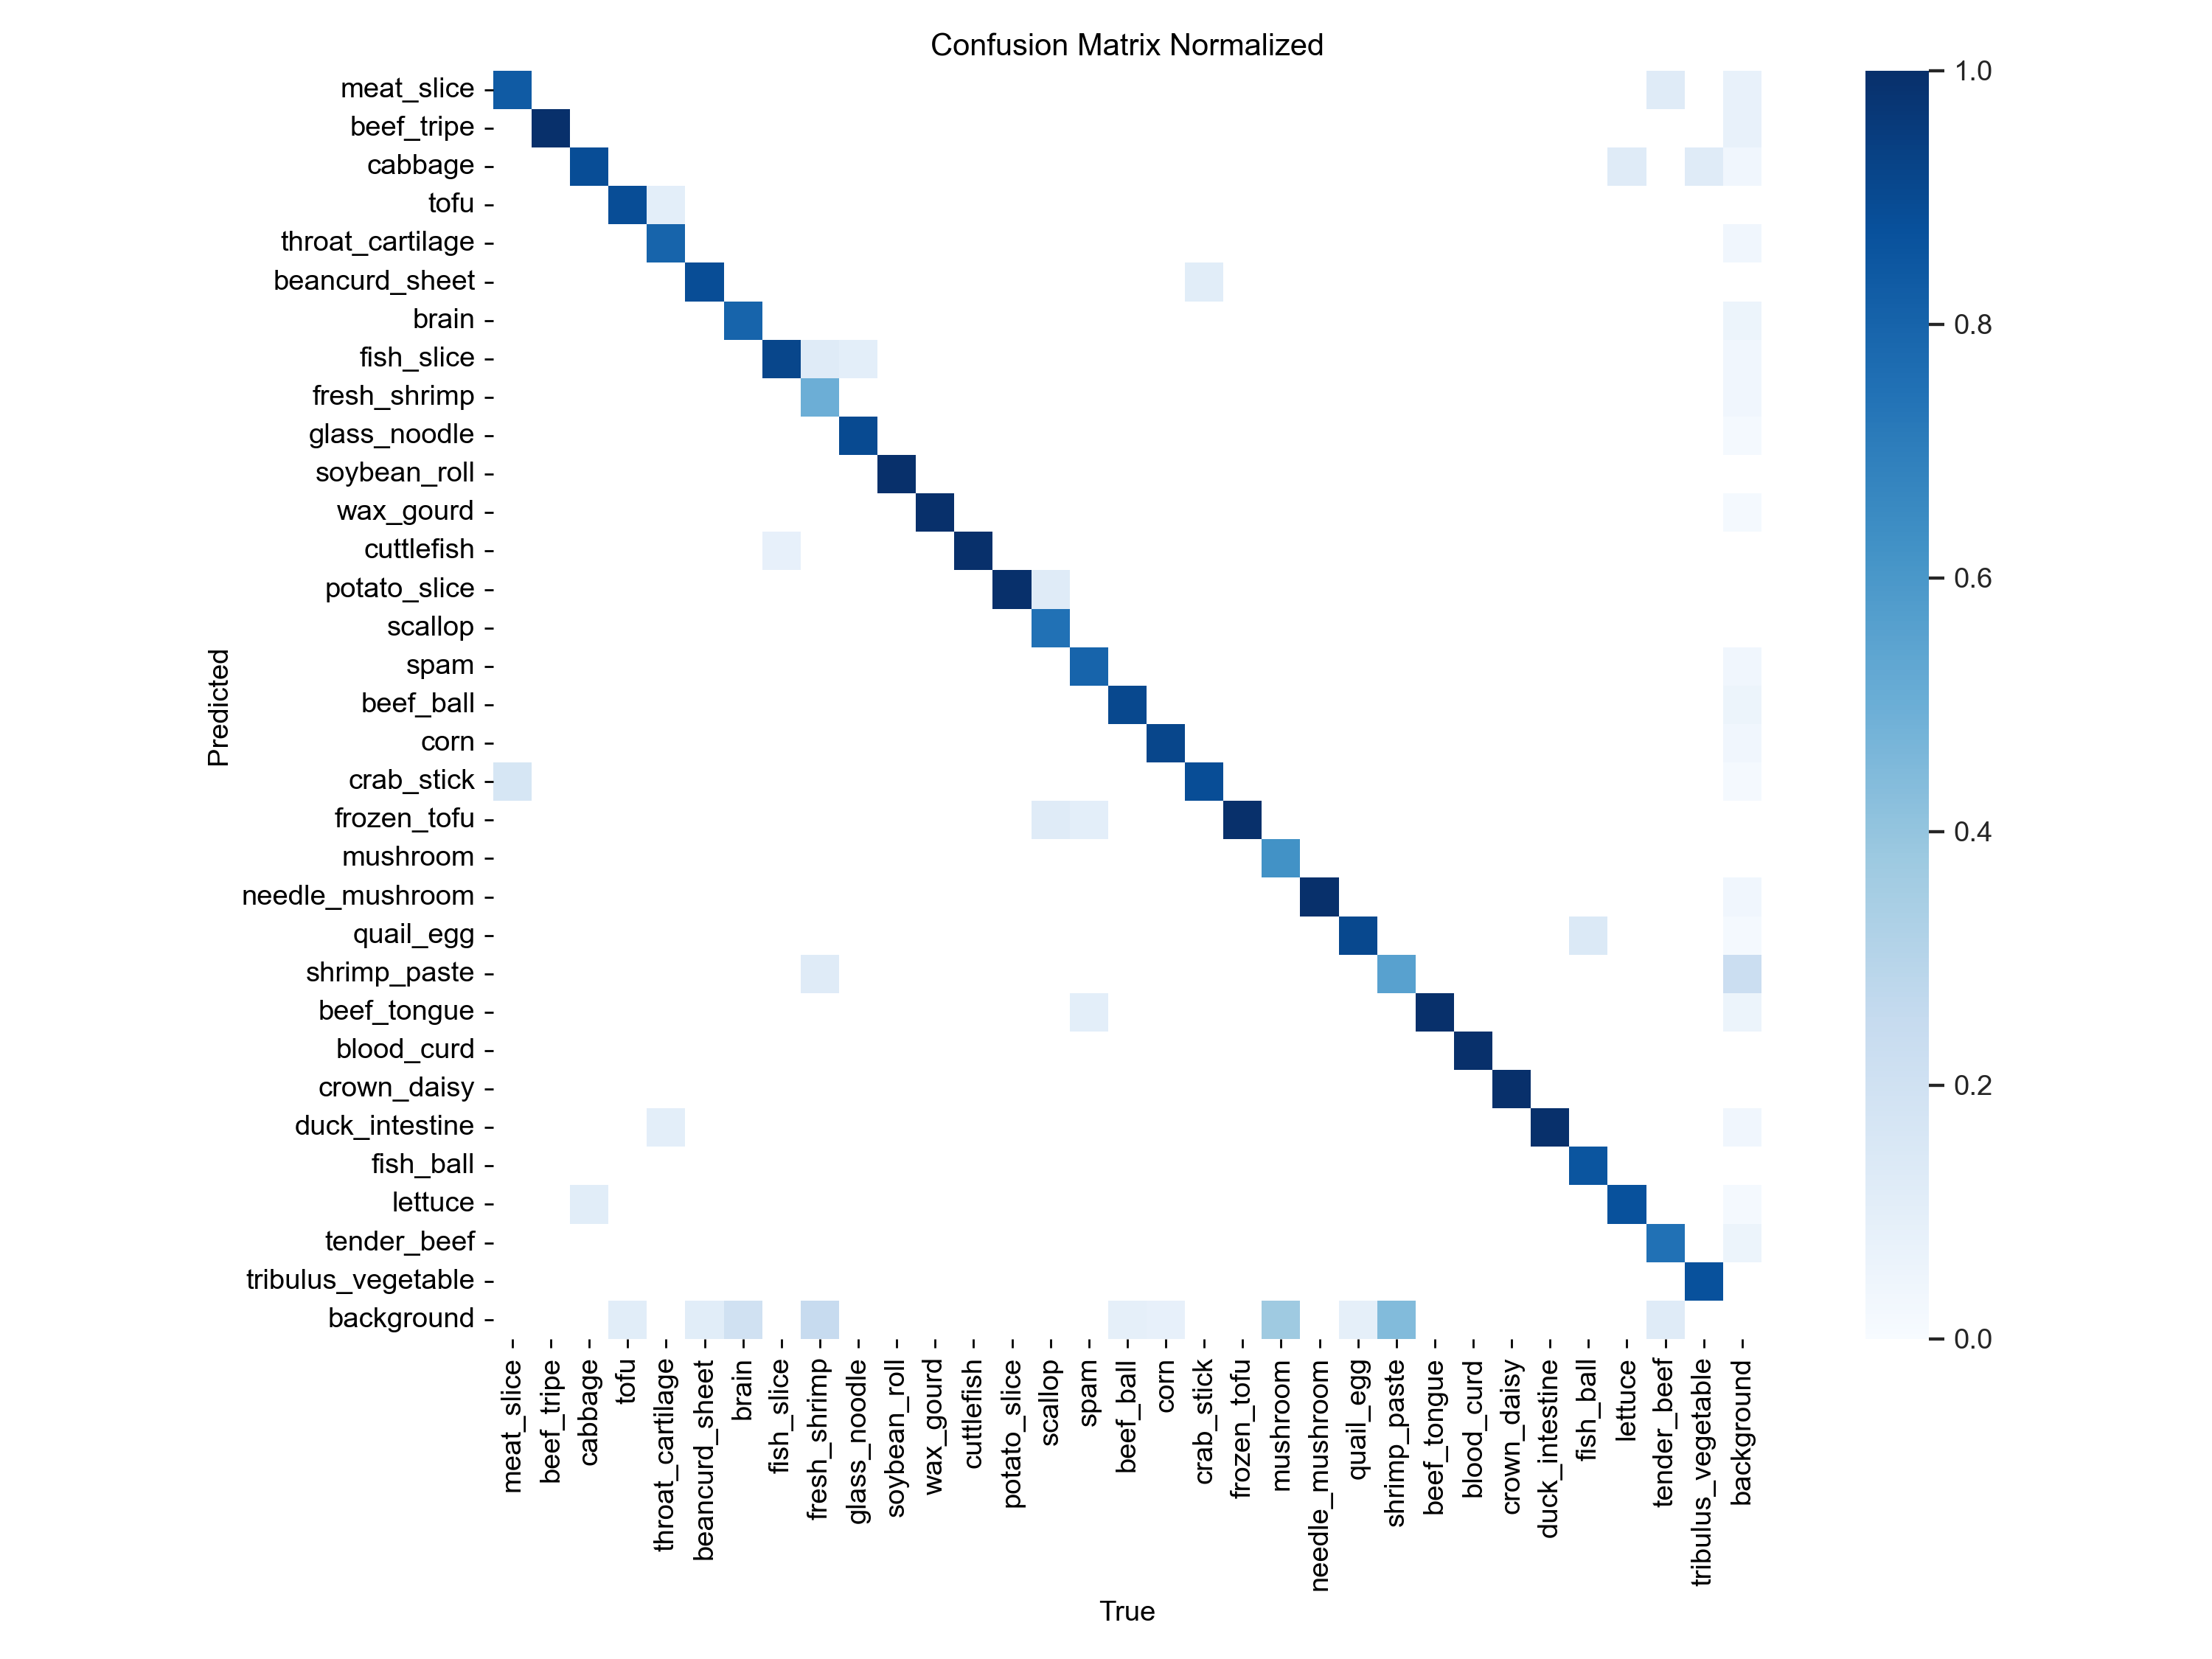 Confusion Matrix Normalized
meat_slice
beef_tripe
cabbage
tofu
throat_cartilage
beancurd_sheet
brain
fish_slice
fresh_shrimp
glass_noodle
soybean_roll
wax_gourd
cuttlefish
potato_slice
scallop
spam
beef_ball
corn
crab_stick
frozen_tofu
mushroom
needle_mushroom
quail_egg
shrimp_paste
beef_tongue
blood_curd
crown_daisy
duck_intestine
fish_ball
lettuce
tender_beef
tribulus_vegetable
background
Predicted
meat_slice
beef_tripe
cabbage
tofu
throat_cartilage
beancurd_sheet
brain
fish_slice
fresh_shrimp
glass_noodle
soybean_roll
wax_gourd
cuttlefish
potato_slice
scallop
spam
beef_ball
corn
crab_stick
frozen_tofu
mushroom
needle_mushroom
quail_egg
shrimp_paste
beef_tongue
blood_curd
crown_daisy
duck_intestine
fish_ball
lettuce
tender_beef
tribulus_vegetable
background
True
1.0
0.8
0.6
0.4
0.2
0.0